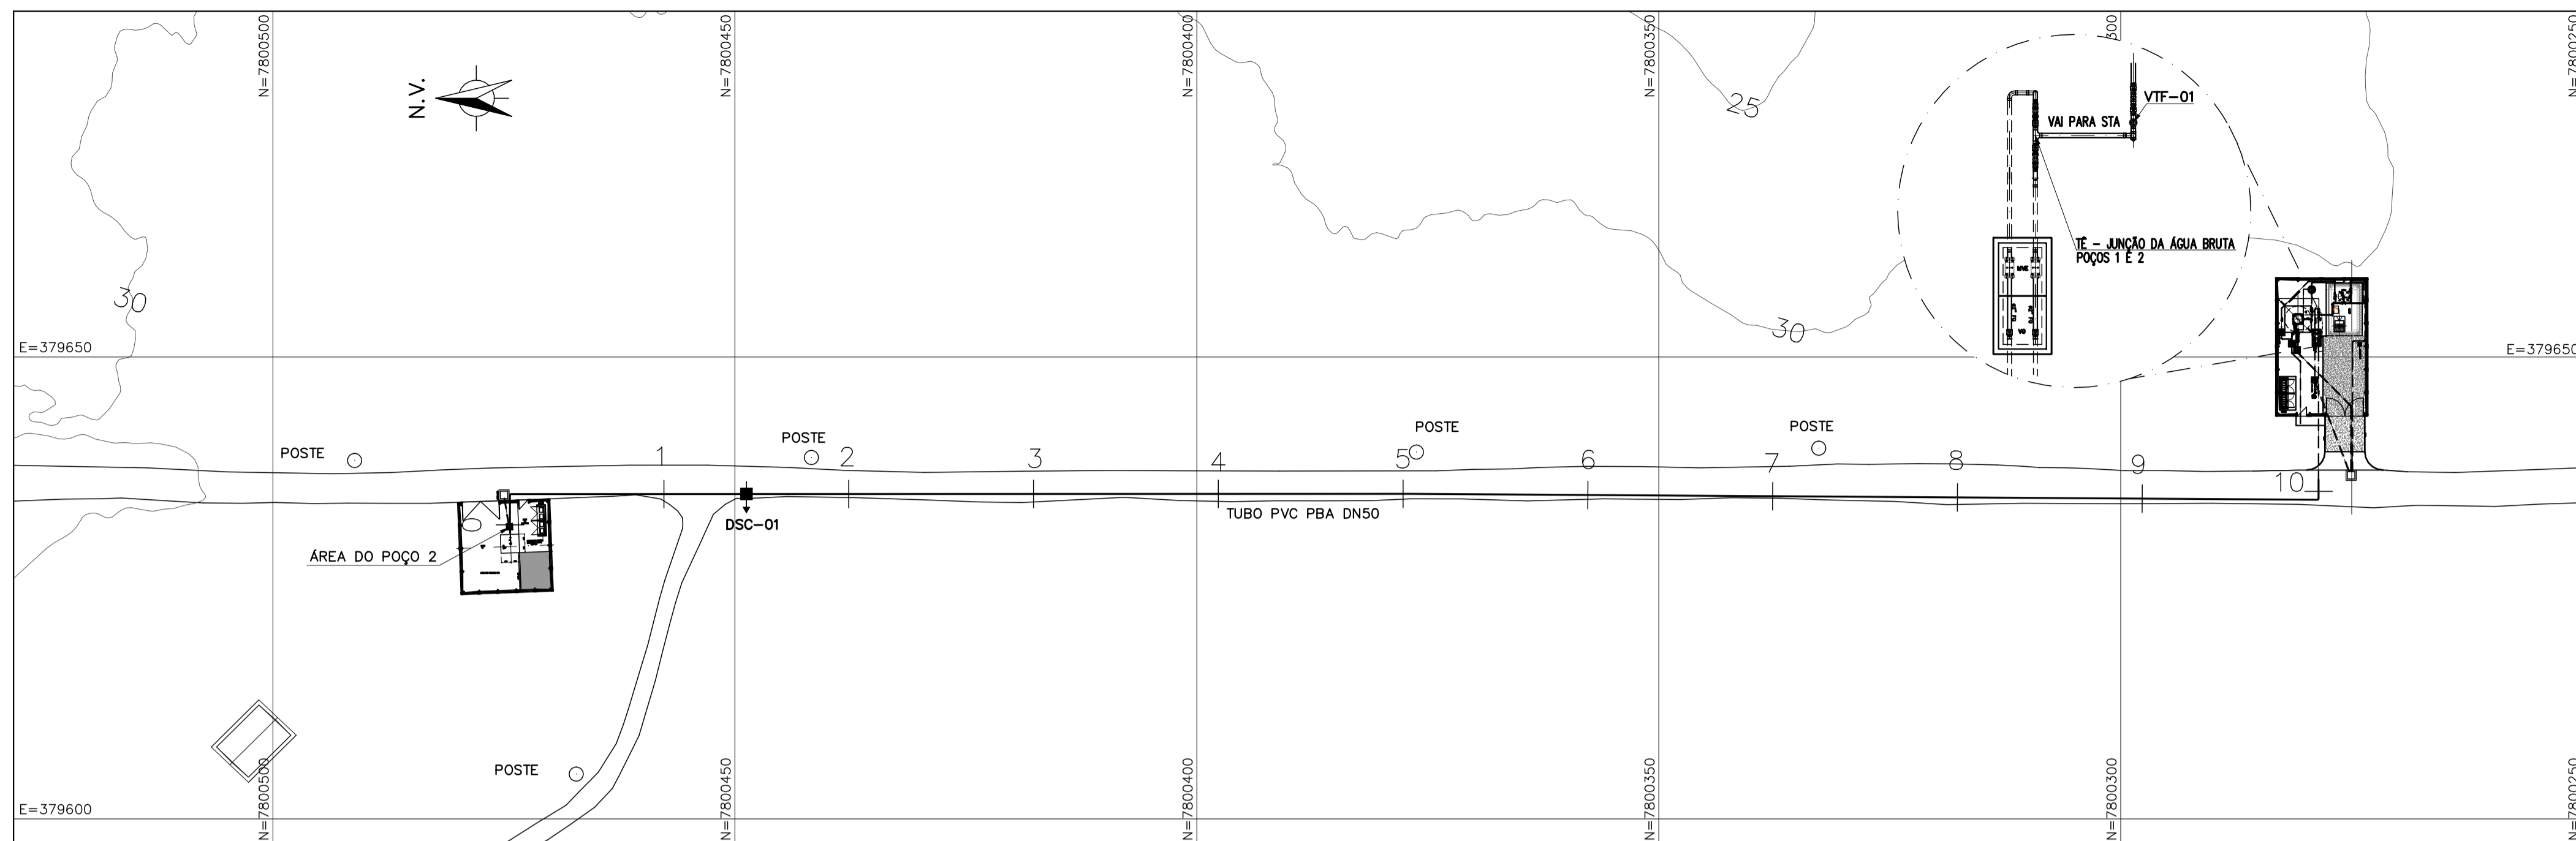 N=7800500
N=7800450
N=7800400
N=7800350
300
N=7800250
N.V.
25
VTF-01
VAI PARA STA
TÊ - JUNÇÃO DA ÁGUA BRUTA
POÇOS 1 E 2
30
30
E=379650
E=379650
POSTE
POSTE
POSTE
POSTE
1
2
3
4
5
6
7
8
9
10
DSC-01
TUBO PVC PBA DN50
ÁREA DO POÇO 2
POSTE
E=379600
N=7800500
N=7800450
N=7800400
N=7800350
N=7800300
N=7800250